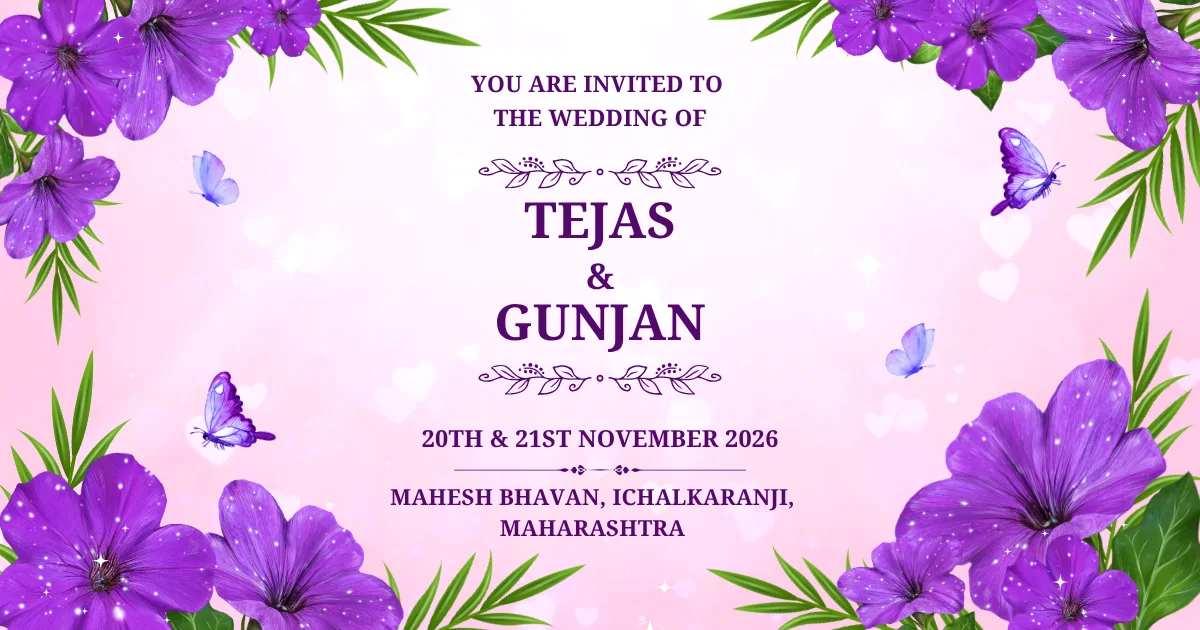 YOU ARE INVITED TO
THE WEDDING OF
TEJAS
&
GUNJAN
20TH & 21ST NOVEMBER 2026
MAHESH BHAVAN, ICHALKARANJI,
MAHARASHTRA